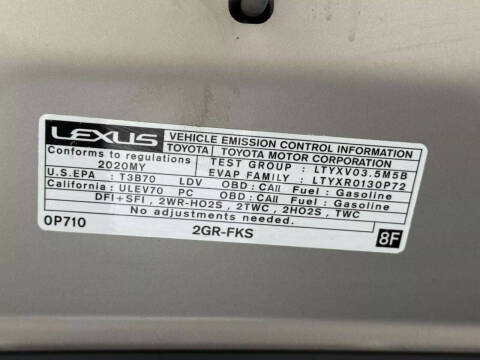 LEXUS VEHICLE EMISSION CONTROL INFORMATION
TOYOTA TOYOTA MOTOR CORPORATION
Conforms to regulations TEST GROUP : LTYXV03.5M5B
2020MY EVAP FAMILY : LTYXR0130P72
U.S.EPA : T3B70 LDV OBD : CAII Fuel : Gasoline
California : ULEV70 PC OBD : CAII Fuel : Gasoline
DFI+SFI , 2WR-HO2S , 2TWC , 2HO2S , TWC
No adjustments needed.
0P710 2GR-FKS 8F